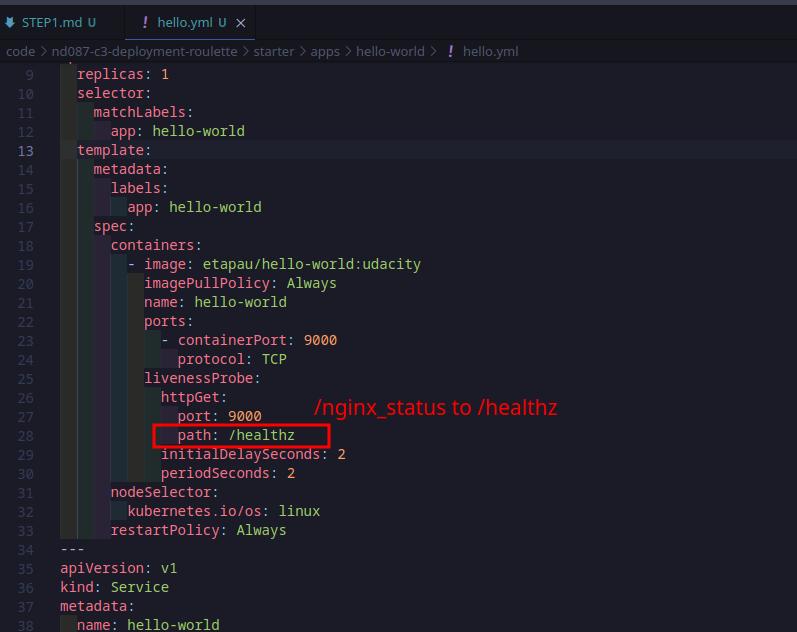 STEP1.md U
! hello.yml U ×
code > nd087-c3-deployment-roulette > starter > apps > hello-world > ! hello.yml
9 replicas: 1
10 selector:
11 matchLabels:
12 app: hello-world
13 template:
14 metadata:
15 labels:
16 app: hello-world
17 spec:
18 containers:
19 - image: etapau/hello-world:udacity
20 imagePullPolicy: Always
21 name: hello-world
22 ports:
23 - containerPort: 9000
24 protocol: TCP
25 livenessProbe:
26 httpGet:
27 port: 9000
/nginx_status to /healthz
28 path: /healthz
29 initialDelaySeconds: 2
30 periodSeconds: 2
31 nodeSelector:
32 kubernetes.io/os: linux
33 restartPolicy: Always
34 ---
35 apiVersion: v1
36 kind: Service
37 metadata:
38 name: hello-world